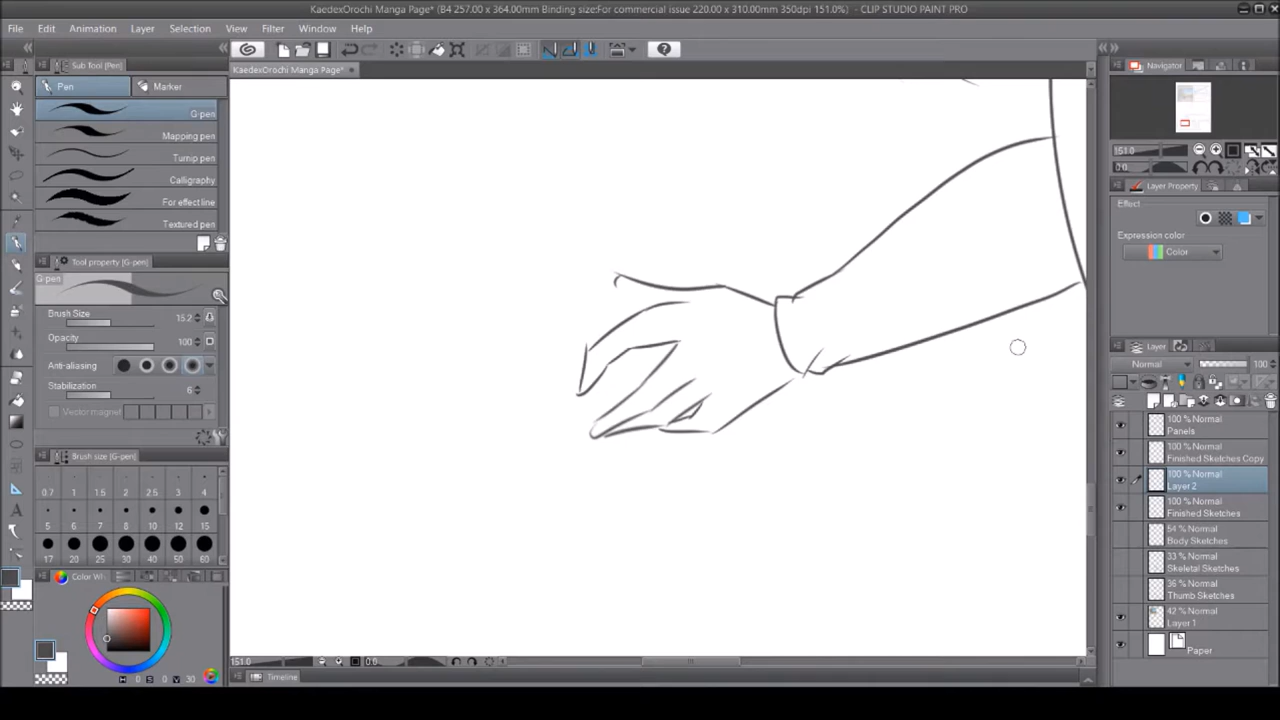 KaedexOrochi Manga Page* (B4 257.00 x 364.00mm Binding size:For commercial issue 220.00 x 310.00mm 350dpi 151.0%) - CLIP STUDIO PAINT PRO
File Edit Animation Layer Selection View Filter Window Help
Sub Tool [Pen]
KaedexOrochi Manga Page*
Navigator
Pen Marker
G-pen
Mapping pen
Turnip pen
Calligraphy
For effect line
Textured pen
151.0
0.0
Layer Property
Effect
Expression color
Color
Tool property [G-pen]
G-pen
Brush Size 15.2
Opacity 100
Anti-aliasing
Stabilization 6
Vector magnet
Brush size [G-pen]
0.7 1 1.5 2 2.5 3 4
5 6 7 8 10 12 15
17 20 25 30 40 50 60
Color W
H 0 S 0 V 30
Layer
Normal 100
100 % Normal
Panels
100 % Normal
Finished Sketches Copy
100 % Normal
Layer 2
100 % Normal
Finished Sketches
54 % Normal
Body Sketches
33 % Normal
Skeletal Sketches
36 % Normal
Thumb Sketches
42 % Normal
Layer 1
Paper
151.0 0.0
Timeline